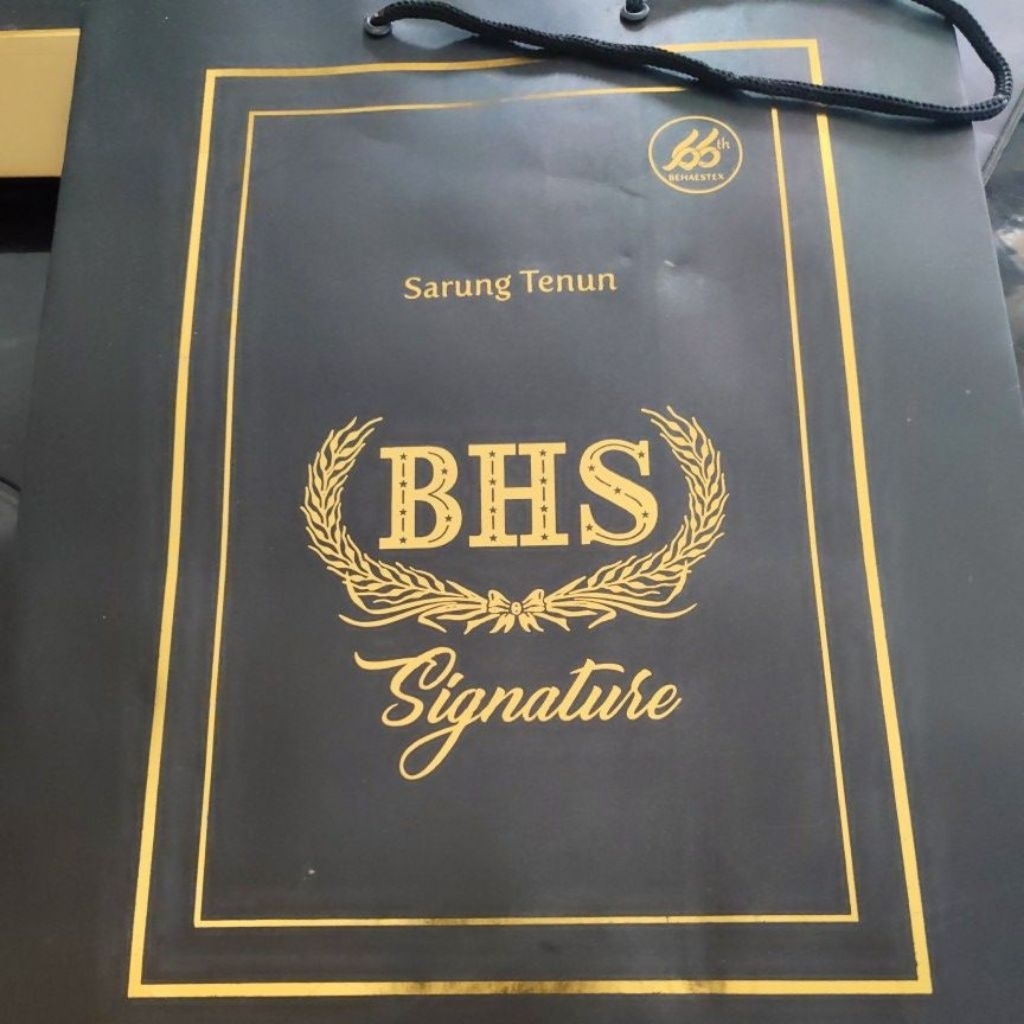 66th
BEHAESTEX
Sarung Tenun
BHS
Signature